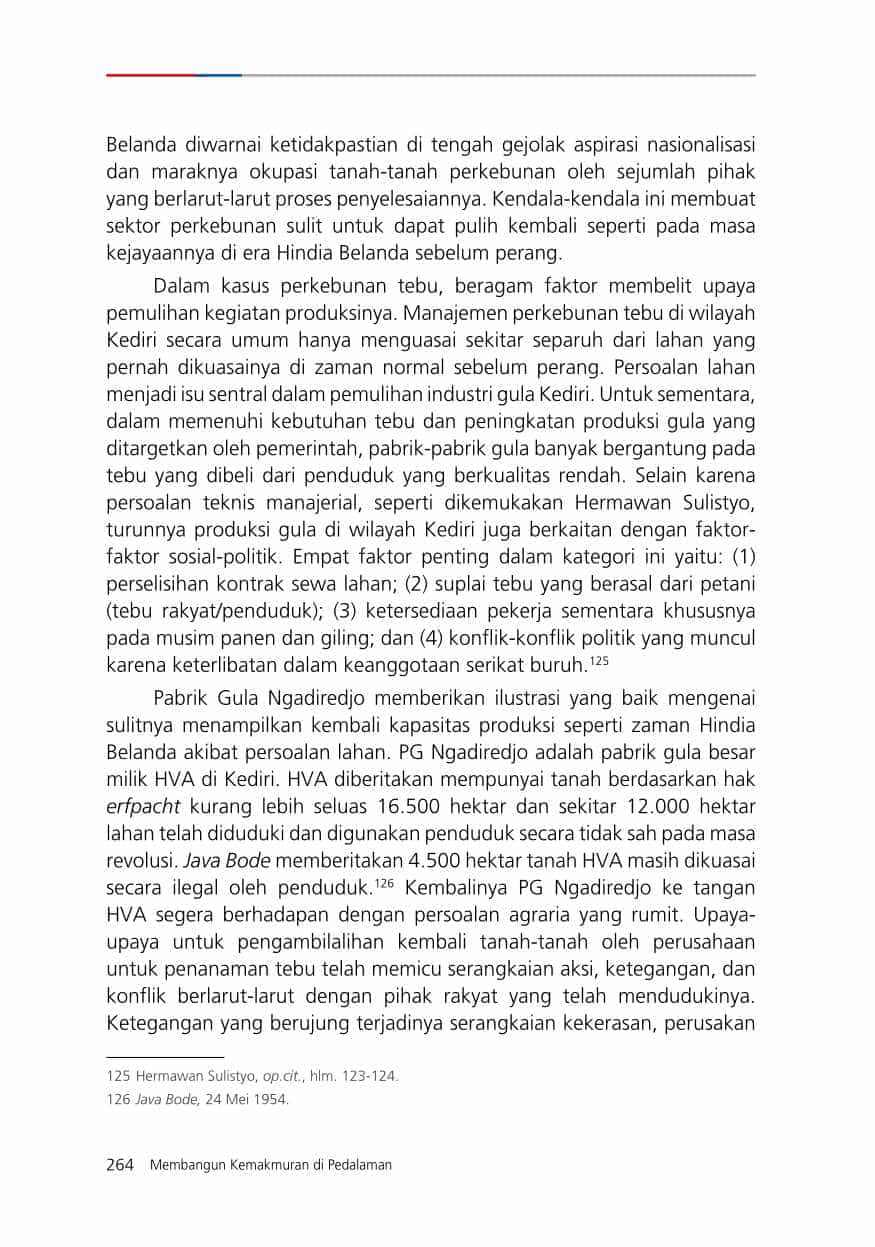 Belanda diwarnai ketidakpastian di tengah gejolak aspirasi nasionalisasi
dan maraknya okupasi tanah-tanah perkebunan oleh sejumlah pihak
yang berlarut-larut proses penyelesaiannya. Kendala-kendala ini membuat
sektor perkebunan sulit untuk dapat pulih kembali seperti pada masa
kejayaannya di era Hindia Belanda sebelum perang.
Dalam kasus perkebunan tebu, beragam faktor membelit upaya
pemulihan kegiatan produksinya. Manajemen perkebunan tebu di wilayah
Kediri secara umum hanya menguasai sekitar separuh dari lahan yang
pernah dikuasainya di zaman normal sebelum perang. Persoalan lahan
menjadi isu sentral dalam pemulihan industri gula Kediri. Untuk sementara,
dalam memenuhi kebutuhan tebu dan peningkatan produksi gula yang
ditargetkan oleh pemerintah, pabrik-pabrik gula banyak bergantung pada
tebu yang dibeli dari penduduk yang berkualitas rendah. Selain karena
persoalan teknis manajerial, seperti dikemukakan Hermawan Sulistyo,
turunnya produksi gula di wilayah Kediri juga berkaitan dengan faktor-
faktor sosial-politik. Empat faktor penting dalam kategori ini yaitu: (1)
perselisihan kontrak sewa lahan; (2) suplai tebu yang berasal dari petani
(tebu rakyat/penduduk); (3) ketersediaan pekerja sementara khususnya
pada musim panen dan giling; dan (4) konflik-konflik politik yang muncul
karena keterlibatan dalam keanggotaan serikat buruh.125
Pabrik Gula Ngadiredjo memberikan ilustrasi yang baik mengenai
sulitnya menampilkan kembali kapasitas produksi seperti zaman Hindia
Belanda akibat persoalan lahan. PG Ngadiredjo adalah pabrik gula besar
milik HVA di Kediri. HVA diberitakan mempunyai tanah berdasarkan hak
erfpacht kurang lebih seluas 16.500 hektar dan sekitar 12.000 hektar
lahan telah diduduki dan digunakan penduduk secara tidak sah pada masa
revolusi. Java Bode memberitakan 4.500 hektar tanah HVA masih dikuasai
secara ilegal oleh penduduk.126 Kembalinya PG Ngadiredjo ke tangan
HVA segera berhadapan dengan persoalan agraria yang rumit. Upaya-
upaya untuk pengambilalihan kembali tanah-tanah oleh perusahaan
untuk penanaman tebu telah memicu serangkaian aksi, ketegangan, dan
konflik berlarut-larut dengan pihak rakyat yang telah mendudukinya.
Ketegangan yang berujung terjadinya serangkaian kekerasan, perusakan
125 Hermawan Sulistyo, op.cit., hlm. 123-124.
126 Java Bode, 24 Mei 1954.
264 Membangun Kemakmuran di Pedalaman